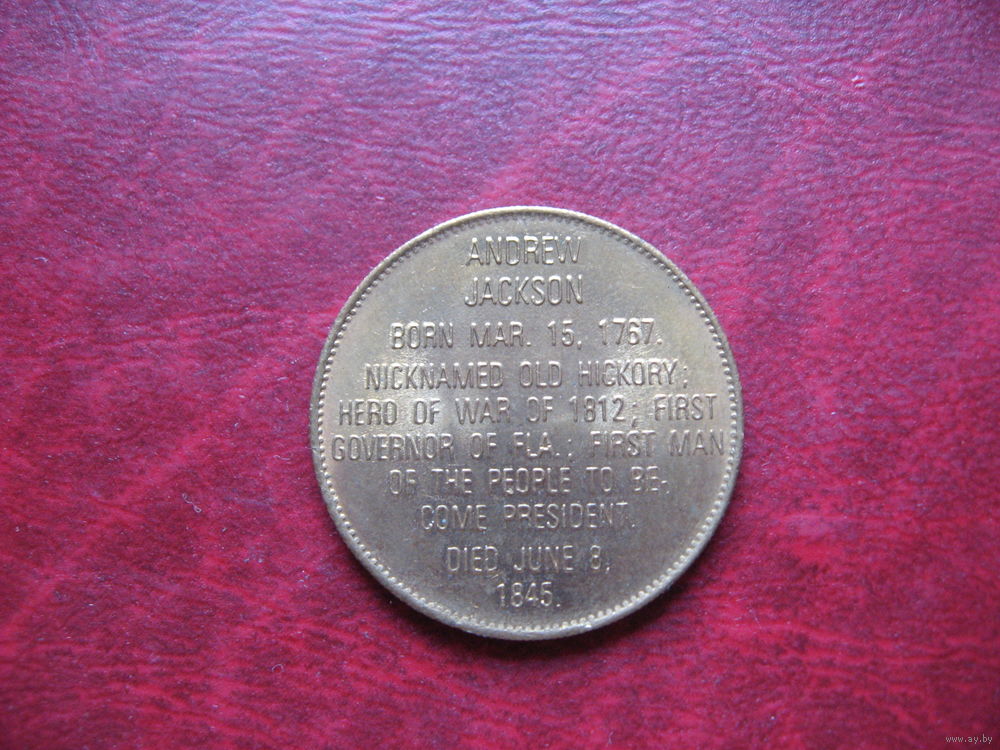 ANDREW
JACKSON
BORN MAR. 15, 1767.
NICKNAMED OLD HICKORY;
HERO OF WAR OF 1812; FIRST
GOVERNOR OF FLA.; FIRST MAN
OF THE PEOPLE TO BE-
COME PRESIDENT.
DIED JUNE 8,
1845.
www.ay.by